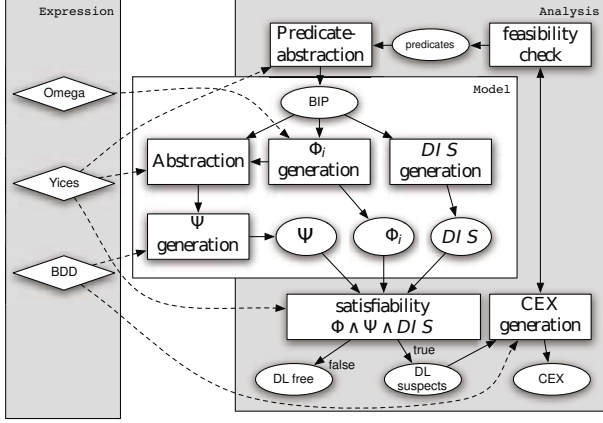 Expression
Analysis
Predicate-
abstraction
predicates
feasibility
check
Omega
BIP
Model
Abstraction
Φi
generation
DIS
generation
Yices
Ψ
generation
Ψ
Φi
DIS
BDD
satisfiability
Φ ∧ Ψ ∧ DIS
CEX
generation
false
true
DL free
DL
suspects
CEX